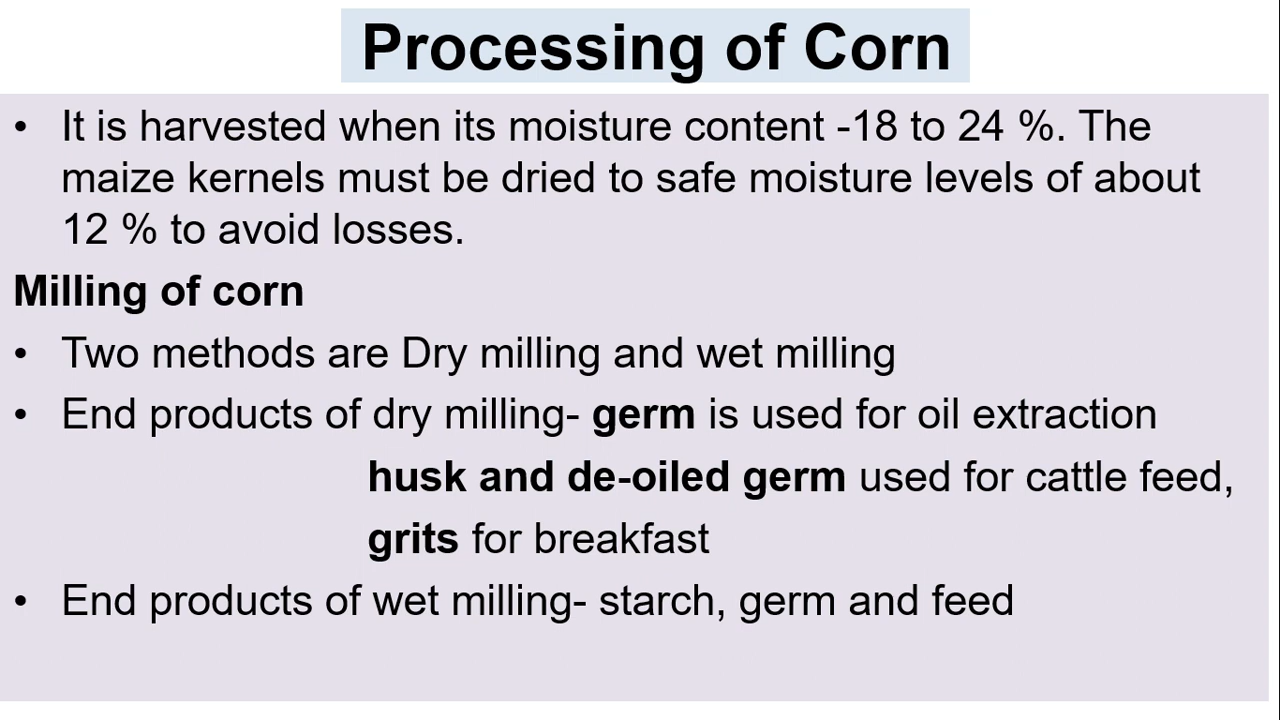 Processing of Corn
• It is harvested when its moisture content -18 to 24 %. The
maize kernels must be dried to safe moisture levels of about
12 % to avoid losses.
Milling of corn
• Two methods are Dry milling and wet milling
• End products of dry milling- germ is used for oil extraction
husk and de-oiled germ used for cattle feed,
grits for breakfast
• End products of wet milling- starch, germ and feed